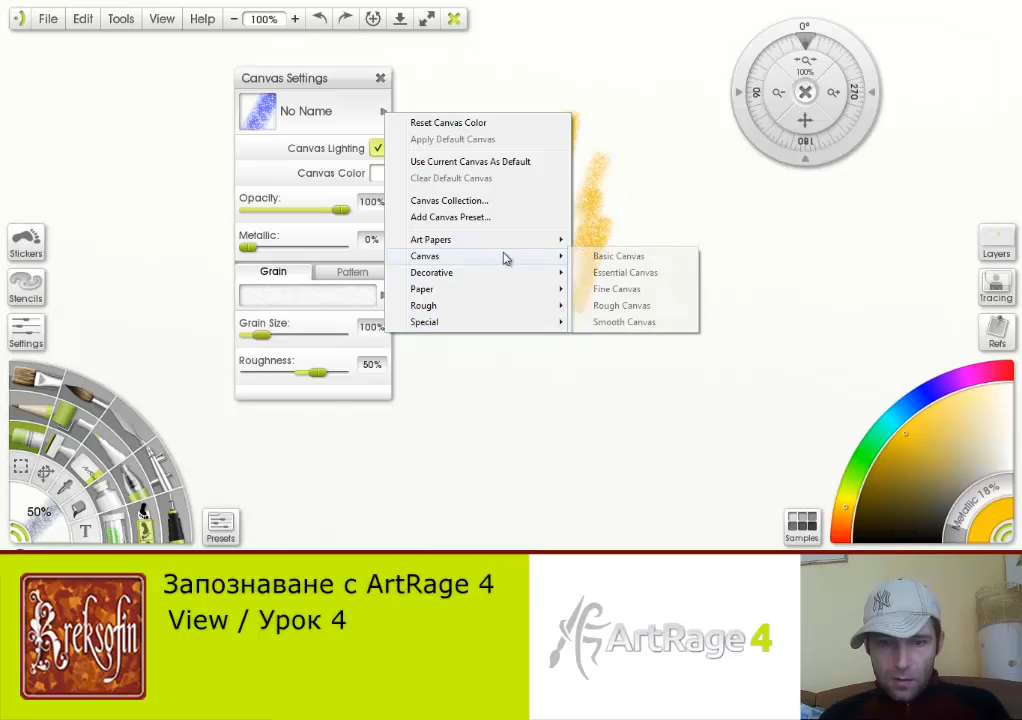 File Edit Tools View Help − 100% +
0°
100%
90
270
180
Canvas Settings
No Name
Canvas Lighting
Canvas Color
Opacity:
100%
Metallic:
0%
Grain Pattern
Grain Size:
100%
Roughness:
50%
Reset Canvas Color
Apply Default Canvas
Use Current Canvas As Default
Clear Default Canvas
Canvas Collection...
Add Canvas Preset...
Art Papers
Canvas
Decorative
Paper
Rough
Special
Basic Canvas
Essential Canvas
Fine Canvas
Rough Canvas
Smooth Canvas
Stickers
Stencils
Settings
Layers
Tracing
Refs
50%
T
Presets
Samples
Metallic 18%
Запознаване с ArtRage 4
View / Урок 4
Kreksofin
ArtRage 4
NY